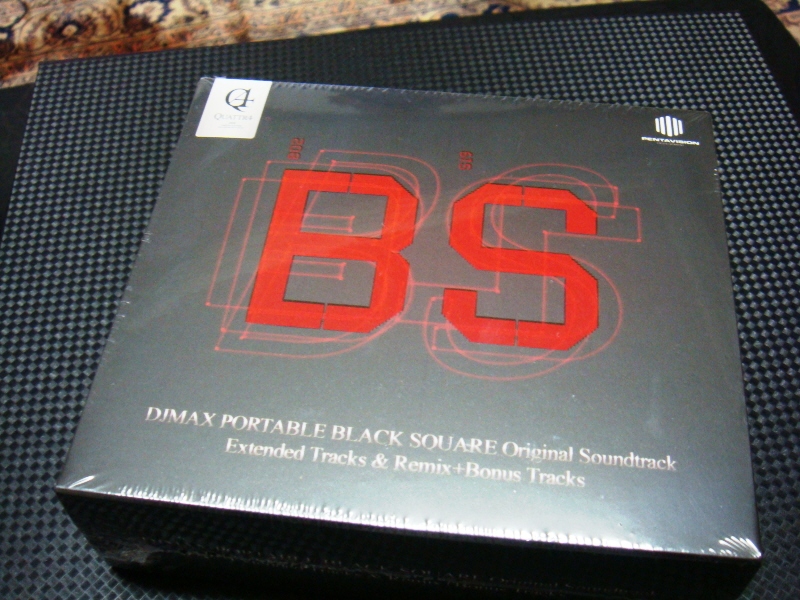 QUATTRA
PENTAVISION
BS
DJMAX PORTABLE BLACK SQUARE Original Soundtrack
Extended Tracks & Remix+Bonus Tracks